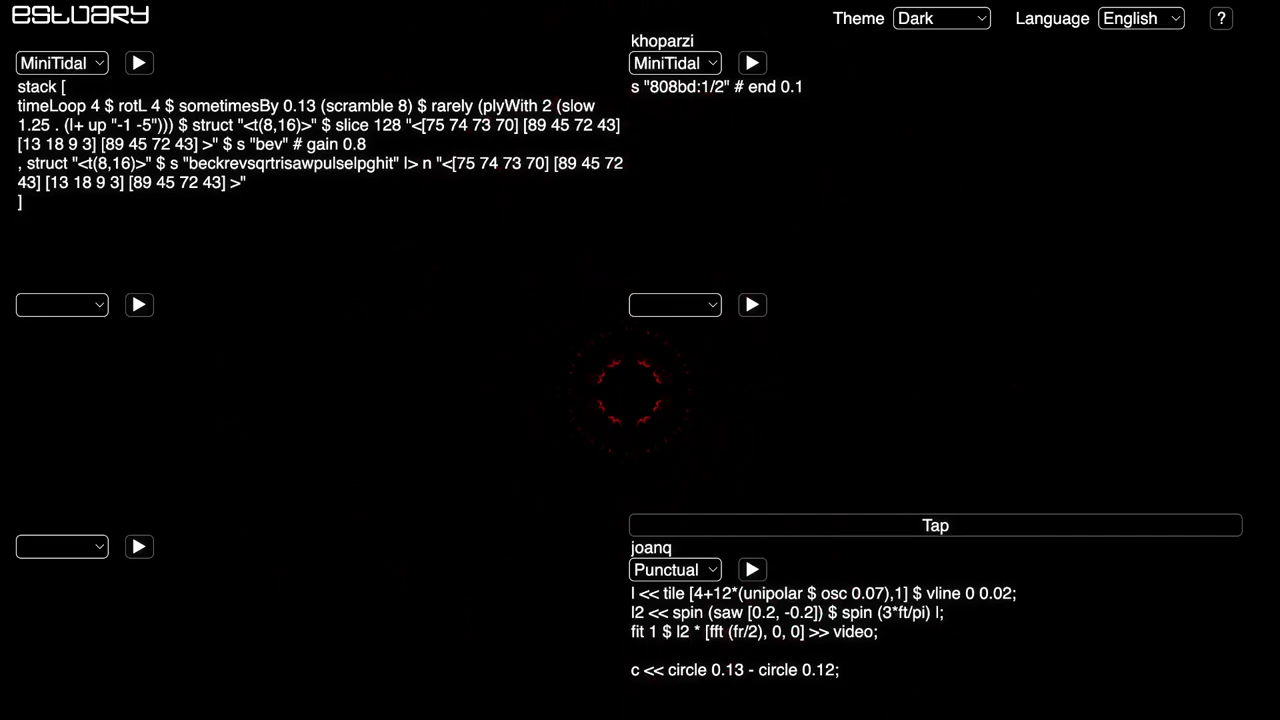 estuary
Theme Dark Language English ?
MiniTidal
stack [
timeLoop 4 $ rotL 4 $ sometimesBy 0.13 (scramble 8) $ rarely (plyWith 2 (slow
1.25 . (|+ up "-1 -5"))) $ struct "<t(8,16)>" $ slice 128 "<[75 74 73 70] [89 45 72 43]
[13 18 9 3] [89 45 72 43] >" $ s "bev" # gain 0.8
, struct "<t(8,16)>" $ s "beckrevsqrtrisawpulselpghit" |> n "<[75 74 73 70] [89 45 72
43] [13 18 9 3] [89 45 72 43] >"
]
khoparzi
MiniTidal
s "808bd:1/2" # end 0.1
Tap
joanq
Punctual
l << tile [4+12*(unipolar $ osc 0.07),1] $ vline 0 0.02;
l2 << spin (saw [0.2, -0.2]) $ spin (3*ft/pi) l;
fit 1 $ l2 * [fft (fr/2), 0, 0] >> video;
c << circle 0.13 - circle 0.12;